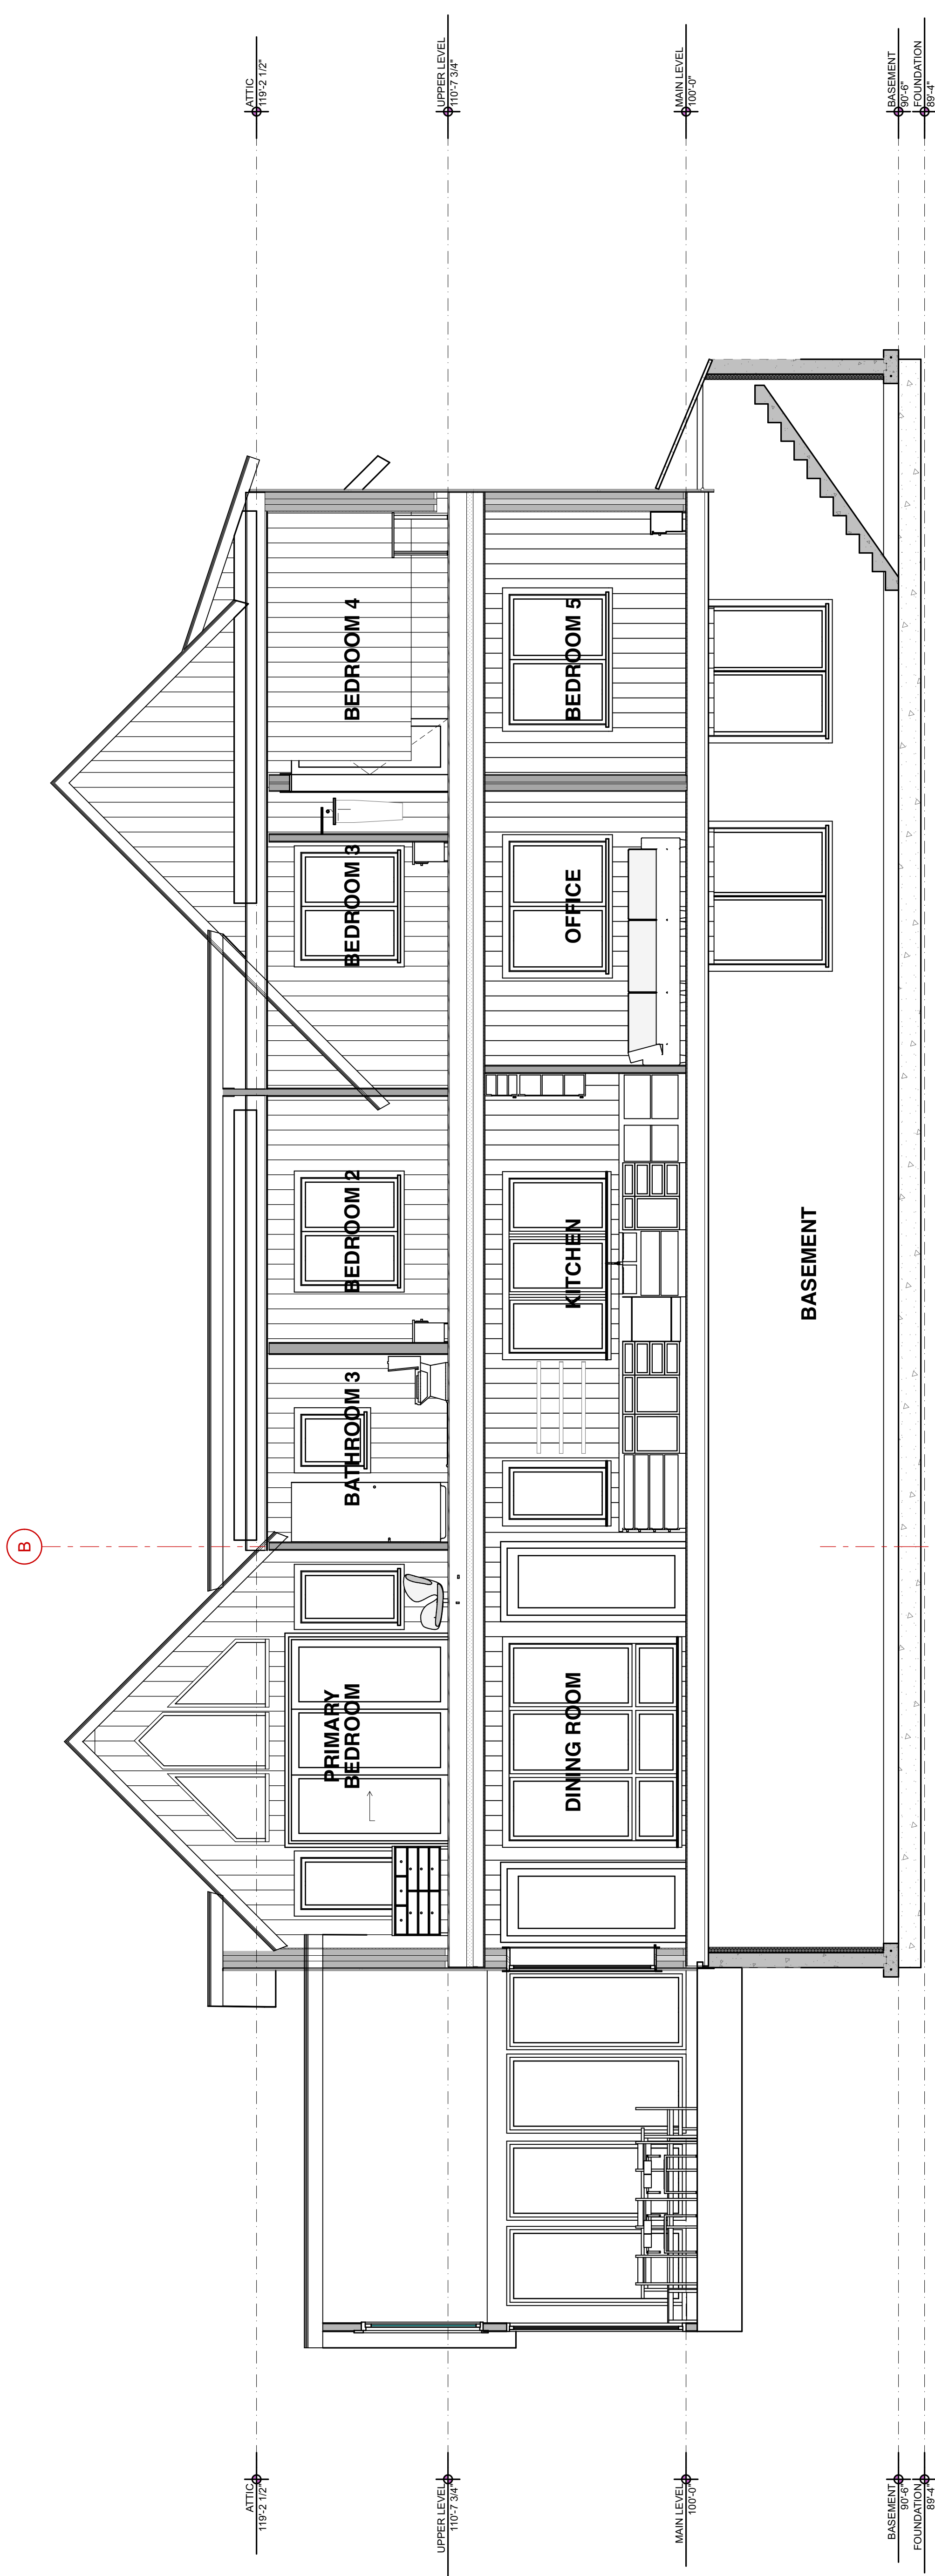 ATTIC
119'-2 1/2"
UPPER LEVEL
110'-7 3/4"
MAIN LEVEL
100'-0"
BASEMENT
90'-6"
FOUNDATION
89'-4"
B
PRIMARY
BEDROOM
BATHROOM 3
BEDROOM 2
BEDROOM 3
BEDROOM 4
DINING ROOM
KITCHEN
OFFICE
BEDROOM 5
BASEMENT
ATTIC
119'-2 1/2"
UPPER LEVEL
110'-7 3/4"
MAIN LEVEL
100'-0"
BASEMENT
90'-6"
FOUNDATION
89'-4"